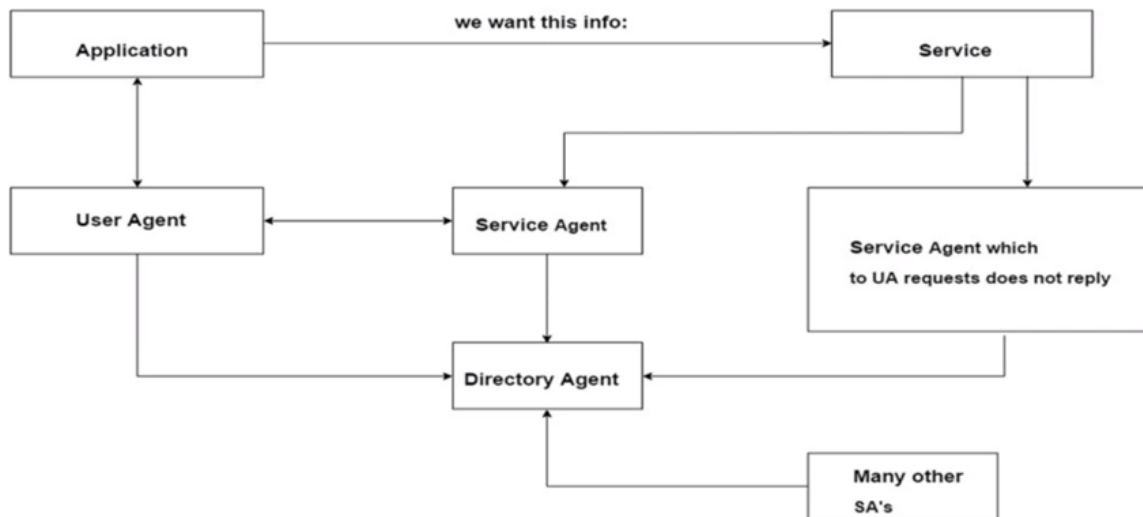 we want this info:
Application
Service
User Agent
Service Agent
Service Agent which
to UA requests does not reply
Directory Agent
Many other
SA's